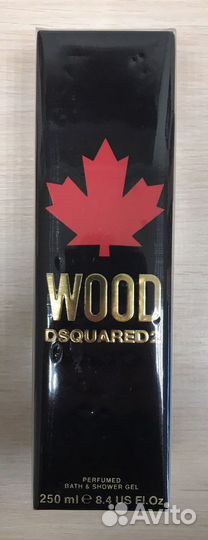 WOOD
DSQUARED2
PERFUMED
BATH & SHOWER GEL
250 ml ℮ 8.4 US Fl.Oz.
Avito